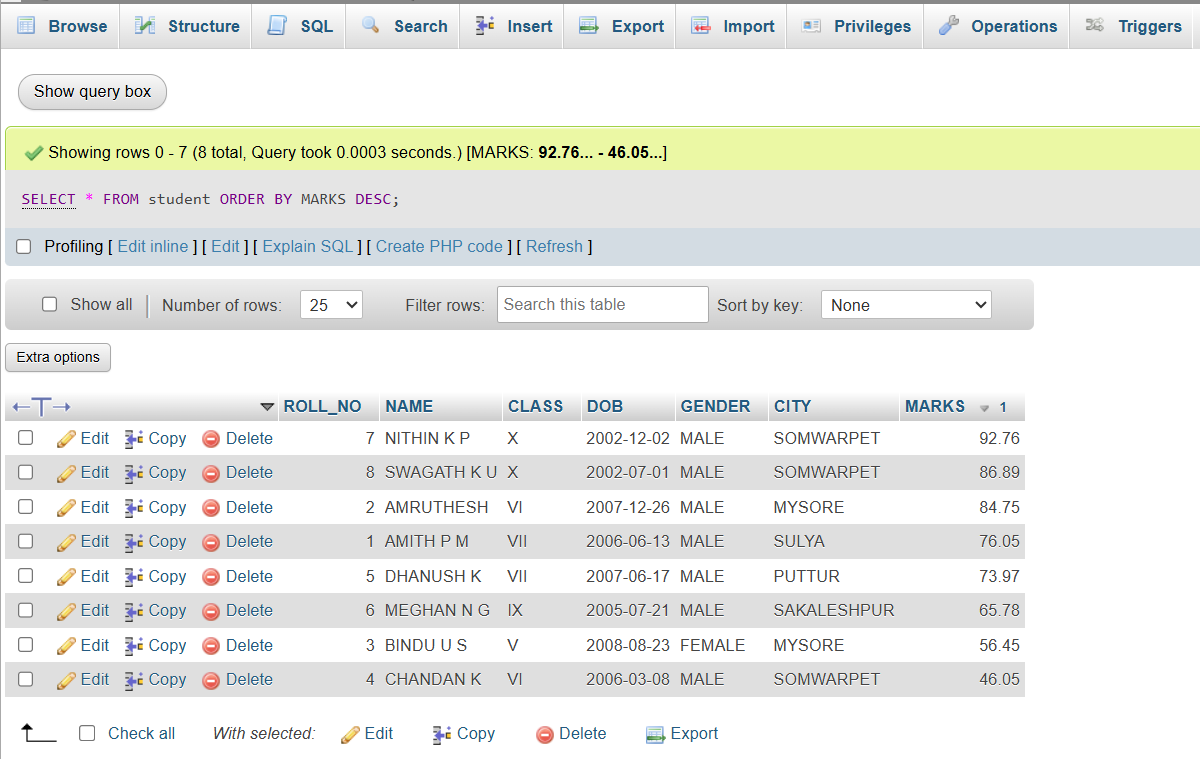 Browse Structure SQL Search Insert Export Import Privileges Operations Triggers
Show query box
Showing rows 0 - 7 (8 total, Query took 0.0003 seconds.) [MARKS: 92.76... - 46.05...]
SELECT * FROM student ORDER BY MARKS DESC;
Profiling [ Edit inline ] [ Edit ] [ Explain SQL ] [ Create PHP code ] [ Refresh ]
Show all Number of rows: 25 Filter rows: Search this table Sort by key: None
Extra options
←T→ ROLL_NO NAME CLASS DOB GENDER CITY MARKS 1
Edit Copy Delete 7 NITHIN K P X 2002-12-02 MALE SOMWARPET 92.76
Edit Copy Delete 8 SWAGATH K U X 2002-07-01 MALE SOMWARPET 86.89
Edit Copy Delete 2 AMRUTHESH VI 2007-12-26 MALE MYSORE 84.75
Edit Copy Delete 1 AMITH P M VII 2006-06-13 MALE SULYA 76.05
Edit Copy Delete 5 DHANUSH K VII 2007-06-17 MALE PUTTUR 73.97
Edit Copy Delete 6 MEGHAN N G IX 2005-07-21 MALE SAKALESHPUR 65.78
Edit Copy Delete 3 BINDU U S V 2008-08-23 FEMALE MYSORE 56.45
Edit Copy Delete 4 CHANDAN K VI 2006-03-08 MALE SOMWARPET 46.05
Check all With selected: Edit Copy Delete Export